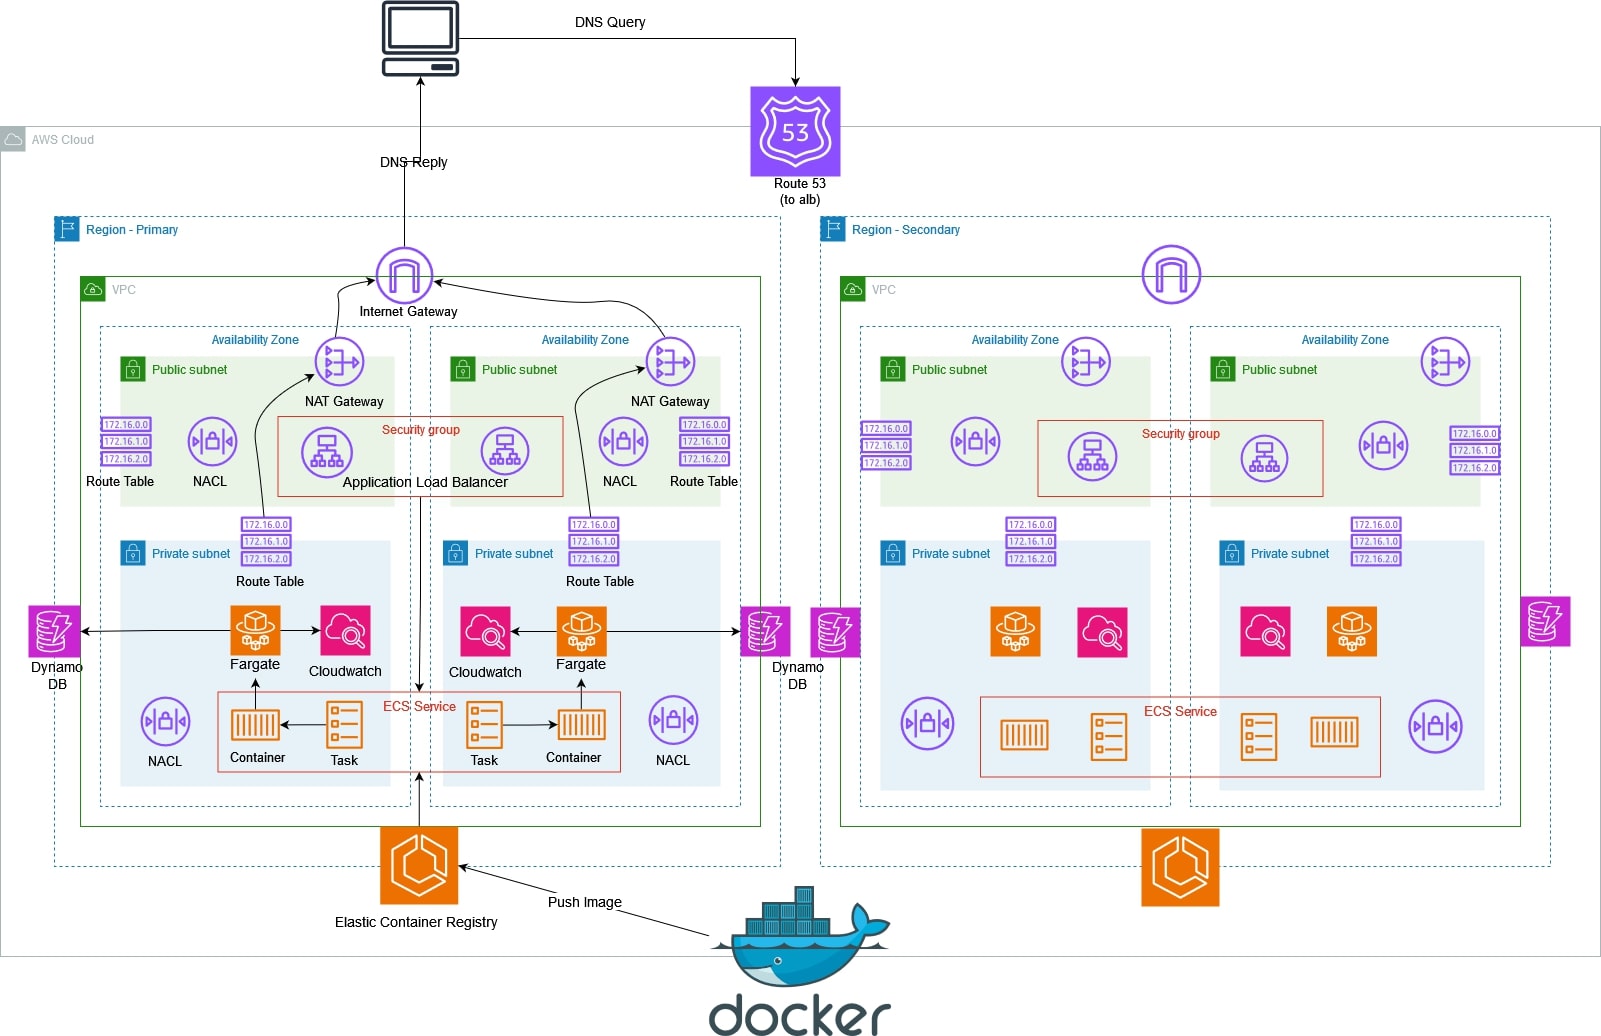 DNS Query
53
AWS Cloud
DNS Reply
Route 53
(to alb)
Region - Primary
VPC
Internet Gateway
Availability Zone
Availability Zone
Public subnet
Public subnet
NAT Gateway
NAT Gateway
172.16.0.0
172.16.1.0
172.16.2.0
Route Table
NACL
Security group
Application Load Balancer
NACL
172.16.0.0
172.16.1.0
172.16.2.0
Route Table
172.16.0.0
172.16.1.0
172.16.2.0
Route Table
Private subnet
172.16.0.0
172.16.1.0
172.16.2.0
Route Table
Private subnet
Dynamo
DB
Fargate
Cloudwatch
Cloudwatch
Fargate
Dynamo
DB
ECS Service
NACL
Container
Task
Task
Container
NACL
Elastic Container Registry
Push Image
docker
Region - Secondary
VPC
Availability Zone
Availability Zone
Public subnet
Public subnet
172.16.0.0
172.16.1.0
172.16.2.0
Security group
172.16.0.0
172.16.1.0
172.16.2.0
Private subnet
172.16.0.0
172.16.1.0
172.16.2.0
Private subnet
172.16.0.0
172.16.1.0
172.16.2.0
ECS Service